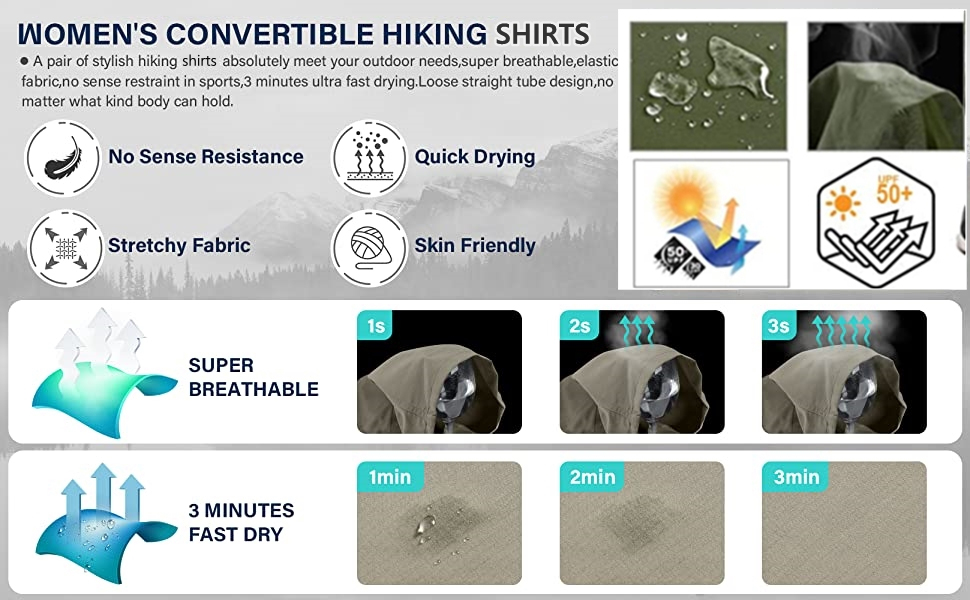 WOMEN'S CONVERTIBLE HIKING SHIRTS
● A pair of stylish hiking shirts absolutely meet your outdoor needs,super breathable,elastic
fabric,no sense restraint in sports,3 minutes ultra fast drying.Loose straight tube design,no
matter what kind body can hold.
No Sense Resistance
Quick Drying
Stretchy Fabric
Skin Friendly
UPF
50+
50
SUPER
BREATHABLE
1s
2s
3s
3 MINUTES
FAST DRY
1min
2min
3min